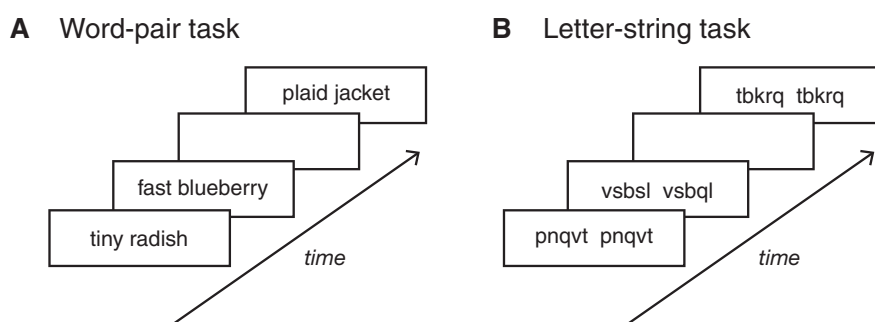 A Word-pair task
plaid jacket
fast blueberry
tiny radish
time
B Letter-string task
tbkrq tbkrq
vsbsl vsbql
pnqvt pnqvt
time